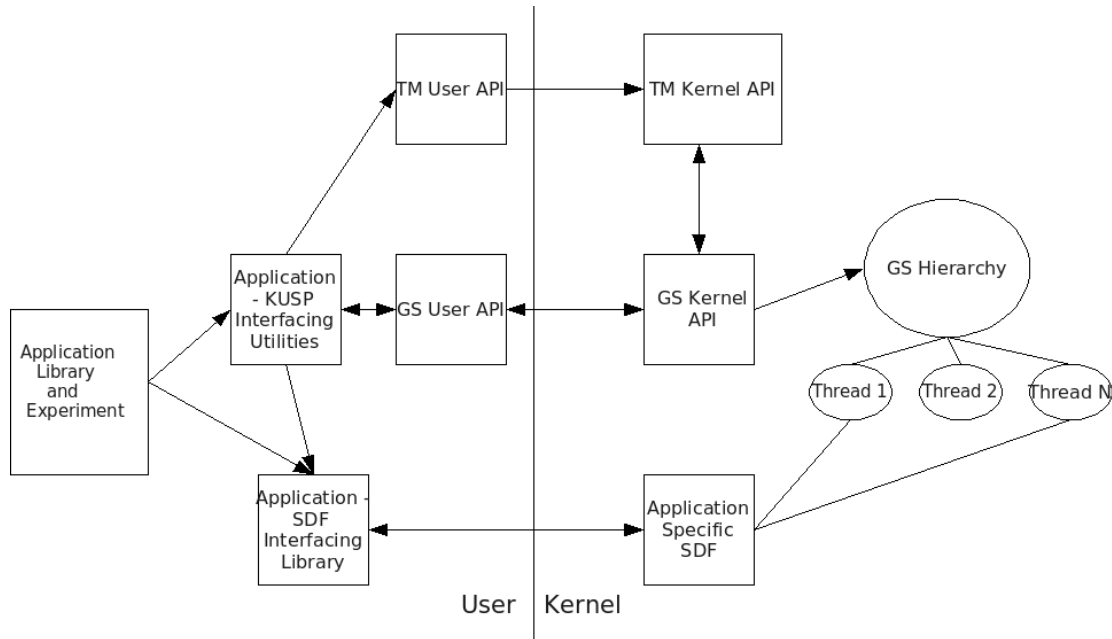 TM User API
TM Kernel API
Application
- KUSP
Interfacing
Utilities
GS User API
GS Kernel
API
GS Hierarchy
Application
Library
and
Experiment
Thread 1
Thread 2
Thread N
Application -
SDF
Interfacing
Library
Application
Specific
SDF
User
Kernel